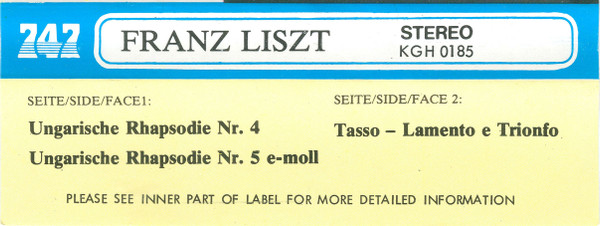 747
FRANZ LISZT
STEREO
KGH 0185
SEITE/SIDE/FACE1:
Ungarische Rhapsodie Nr. 4
Ungarische Rhapsodie Nr. 5 e-moll
SEITE/SIDE/FACE 2:
Tasso – Lamento e Trionfo
PLEASE SEE INNER PART OF LABEL FOR MORE DETAILED INFORMATION